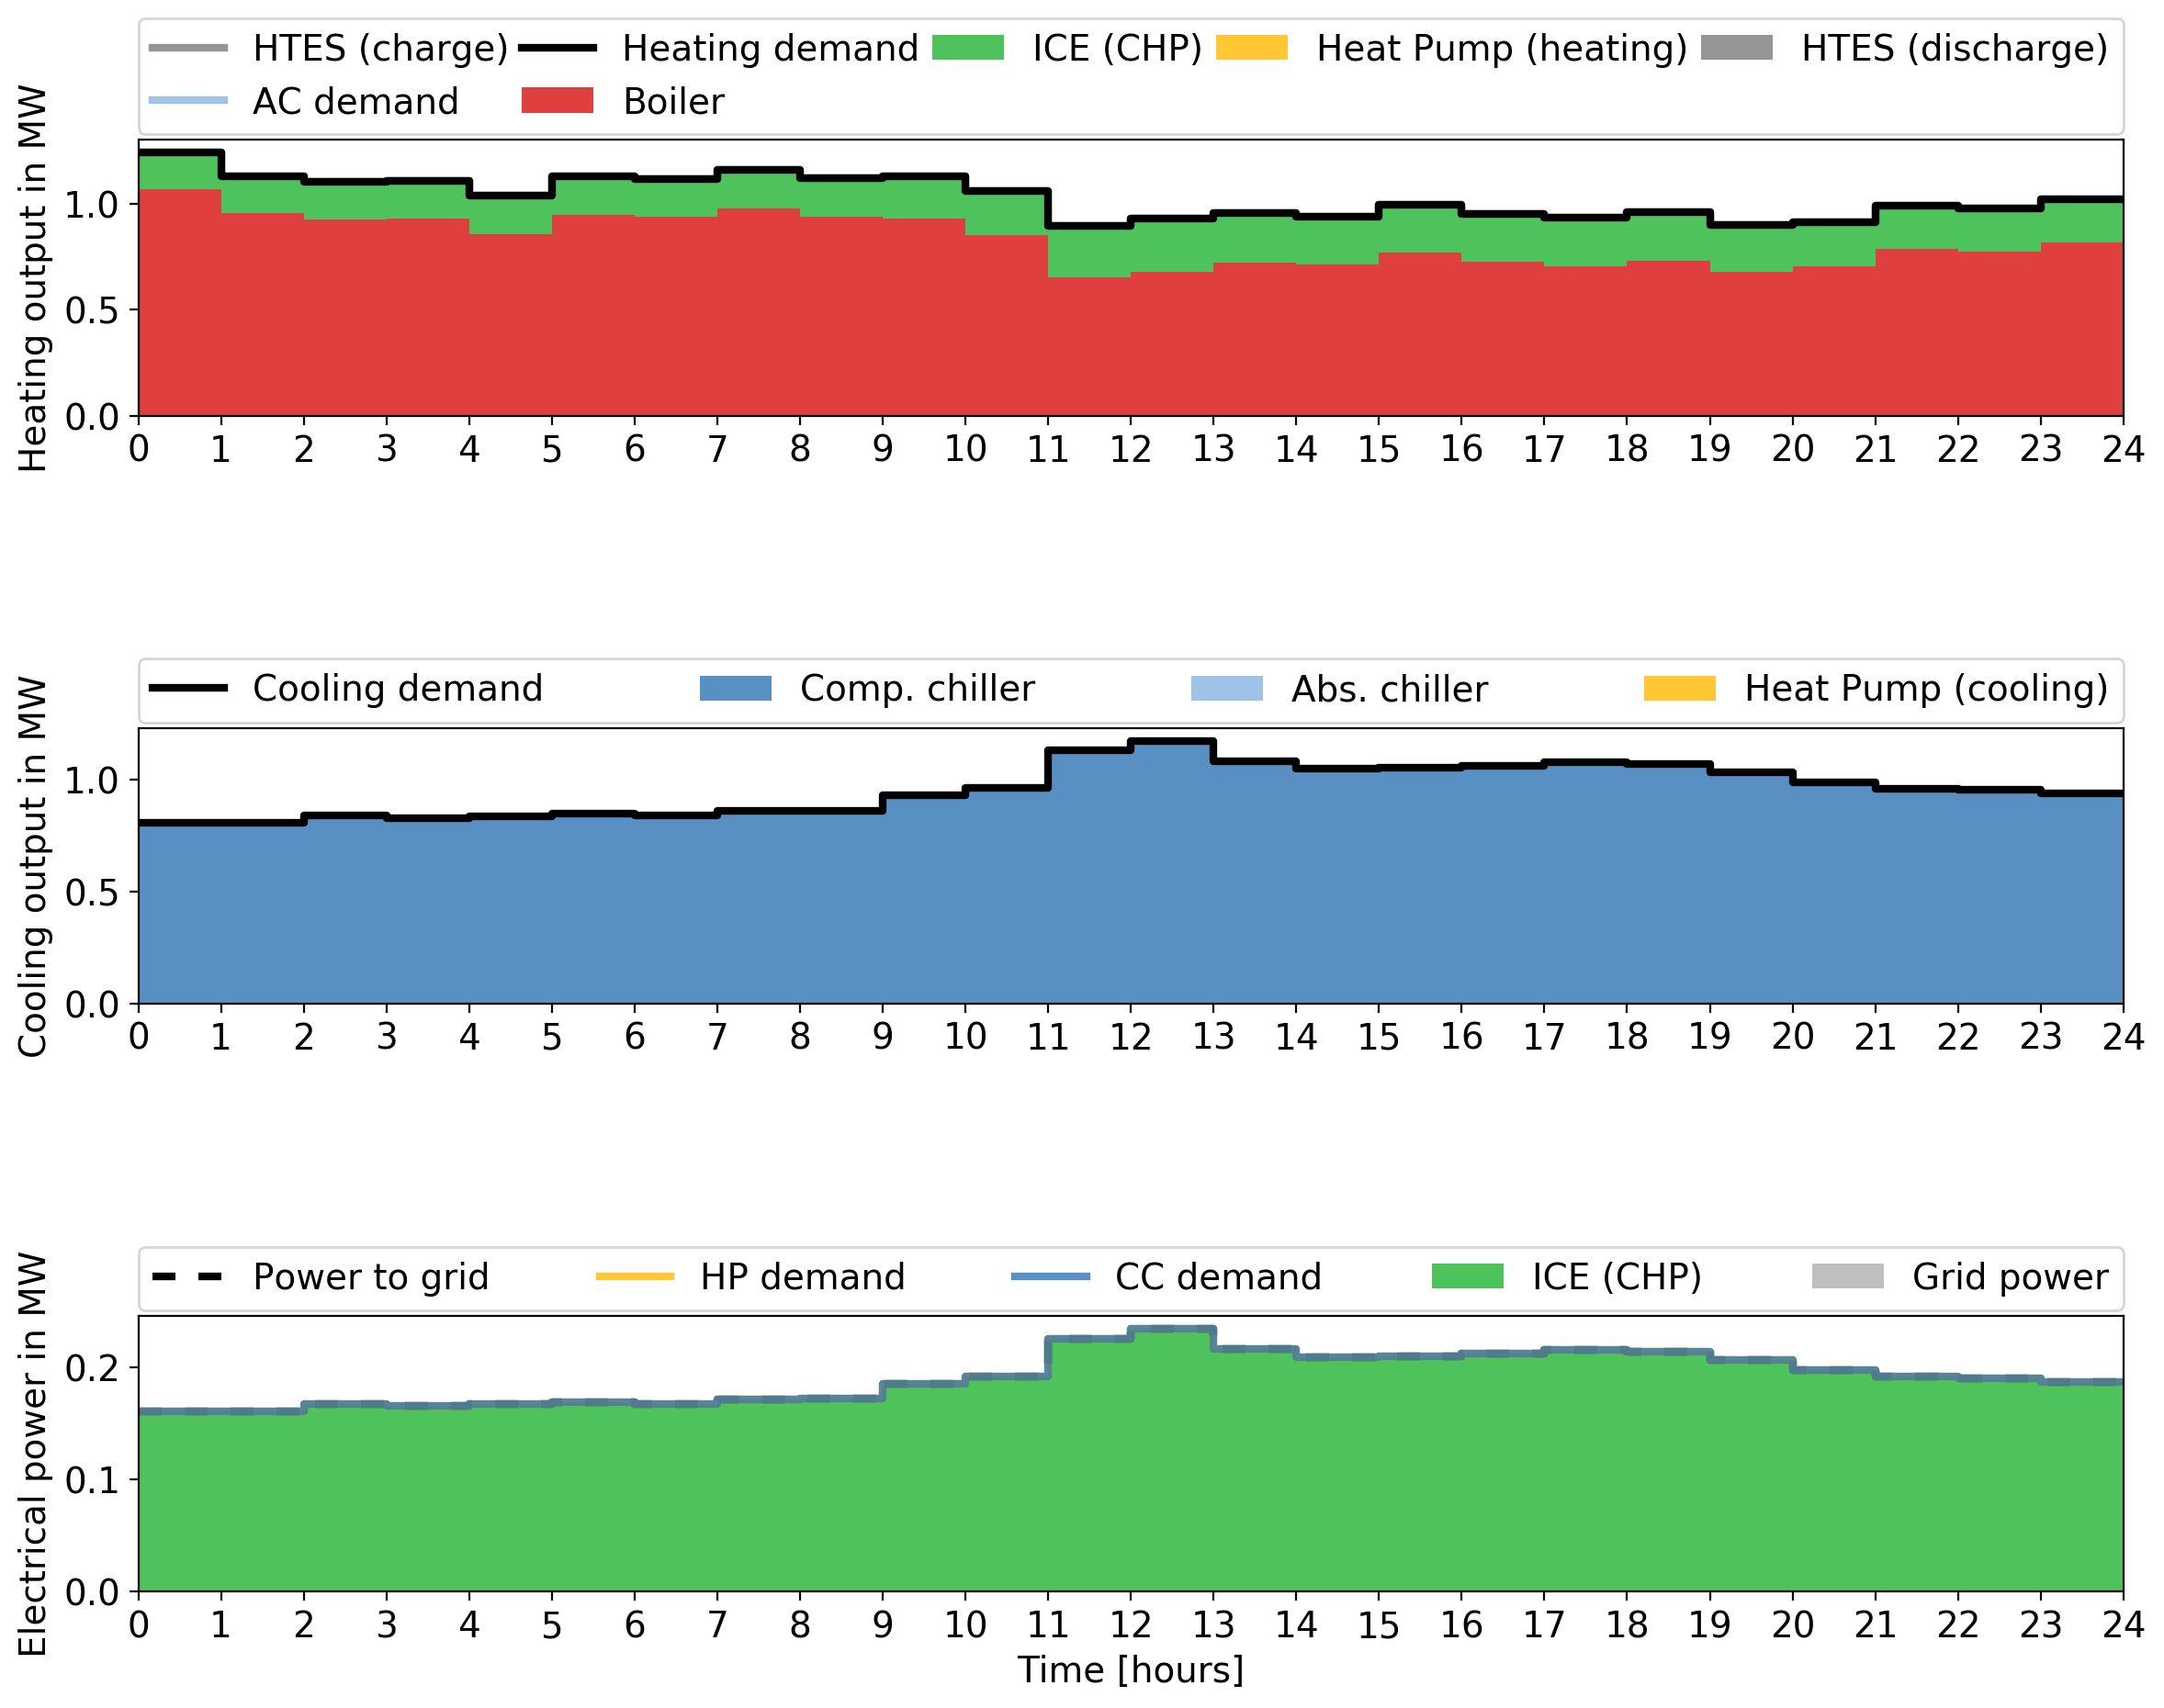 HTES (charge) Heating demand ICE (CHP) Heat Pump (heating) HTES (discharge)
AC demand Boiler
Heating output in MW
1.0
0.5
0.0
0 1 2 3 4 5 6 7 8 9 10 11 12 13 14 15 16 17 18 19 20 21 22 23 24
Cooling demand Comp. chiller Abs. chiller Heat Pump (cooling)
Cooling output in MW
1.0
0.5
0.0
0 1 2 3 4 5 6 7 8 9 10 11 12 13 14 15 16 17 18 19 20 21 22 23 24
Power to grid HP demand CC demand ICE (CHP) Grid power
Electrical power in MW
0.2
0.1
0.0
0 1 2 3 4 5 6 7 8 9 10 11 12 13 14 15 16 17 18 19 20 21 22 23 24
Time [hours]